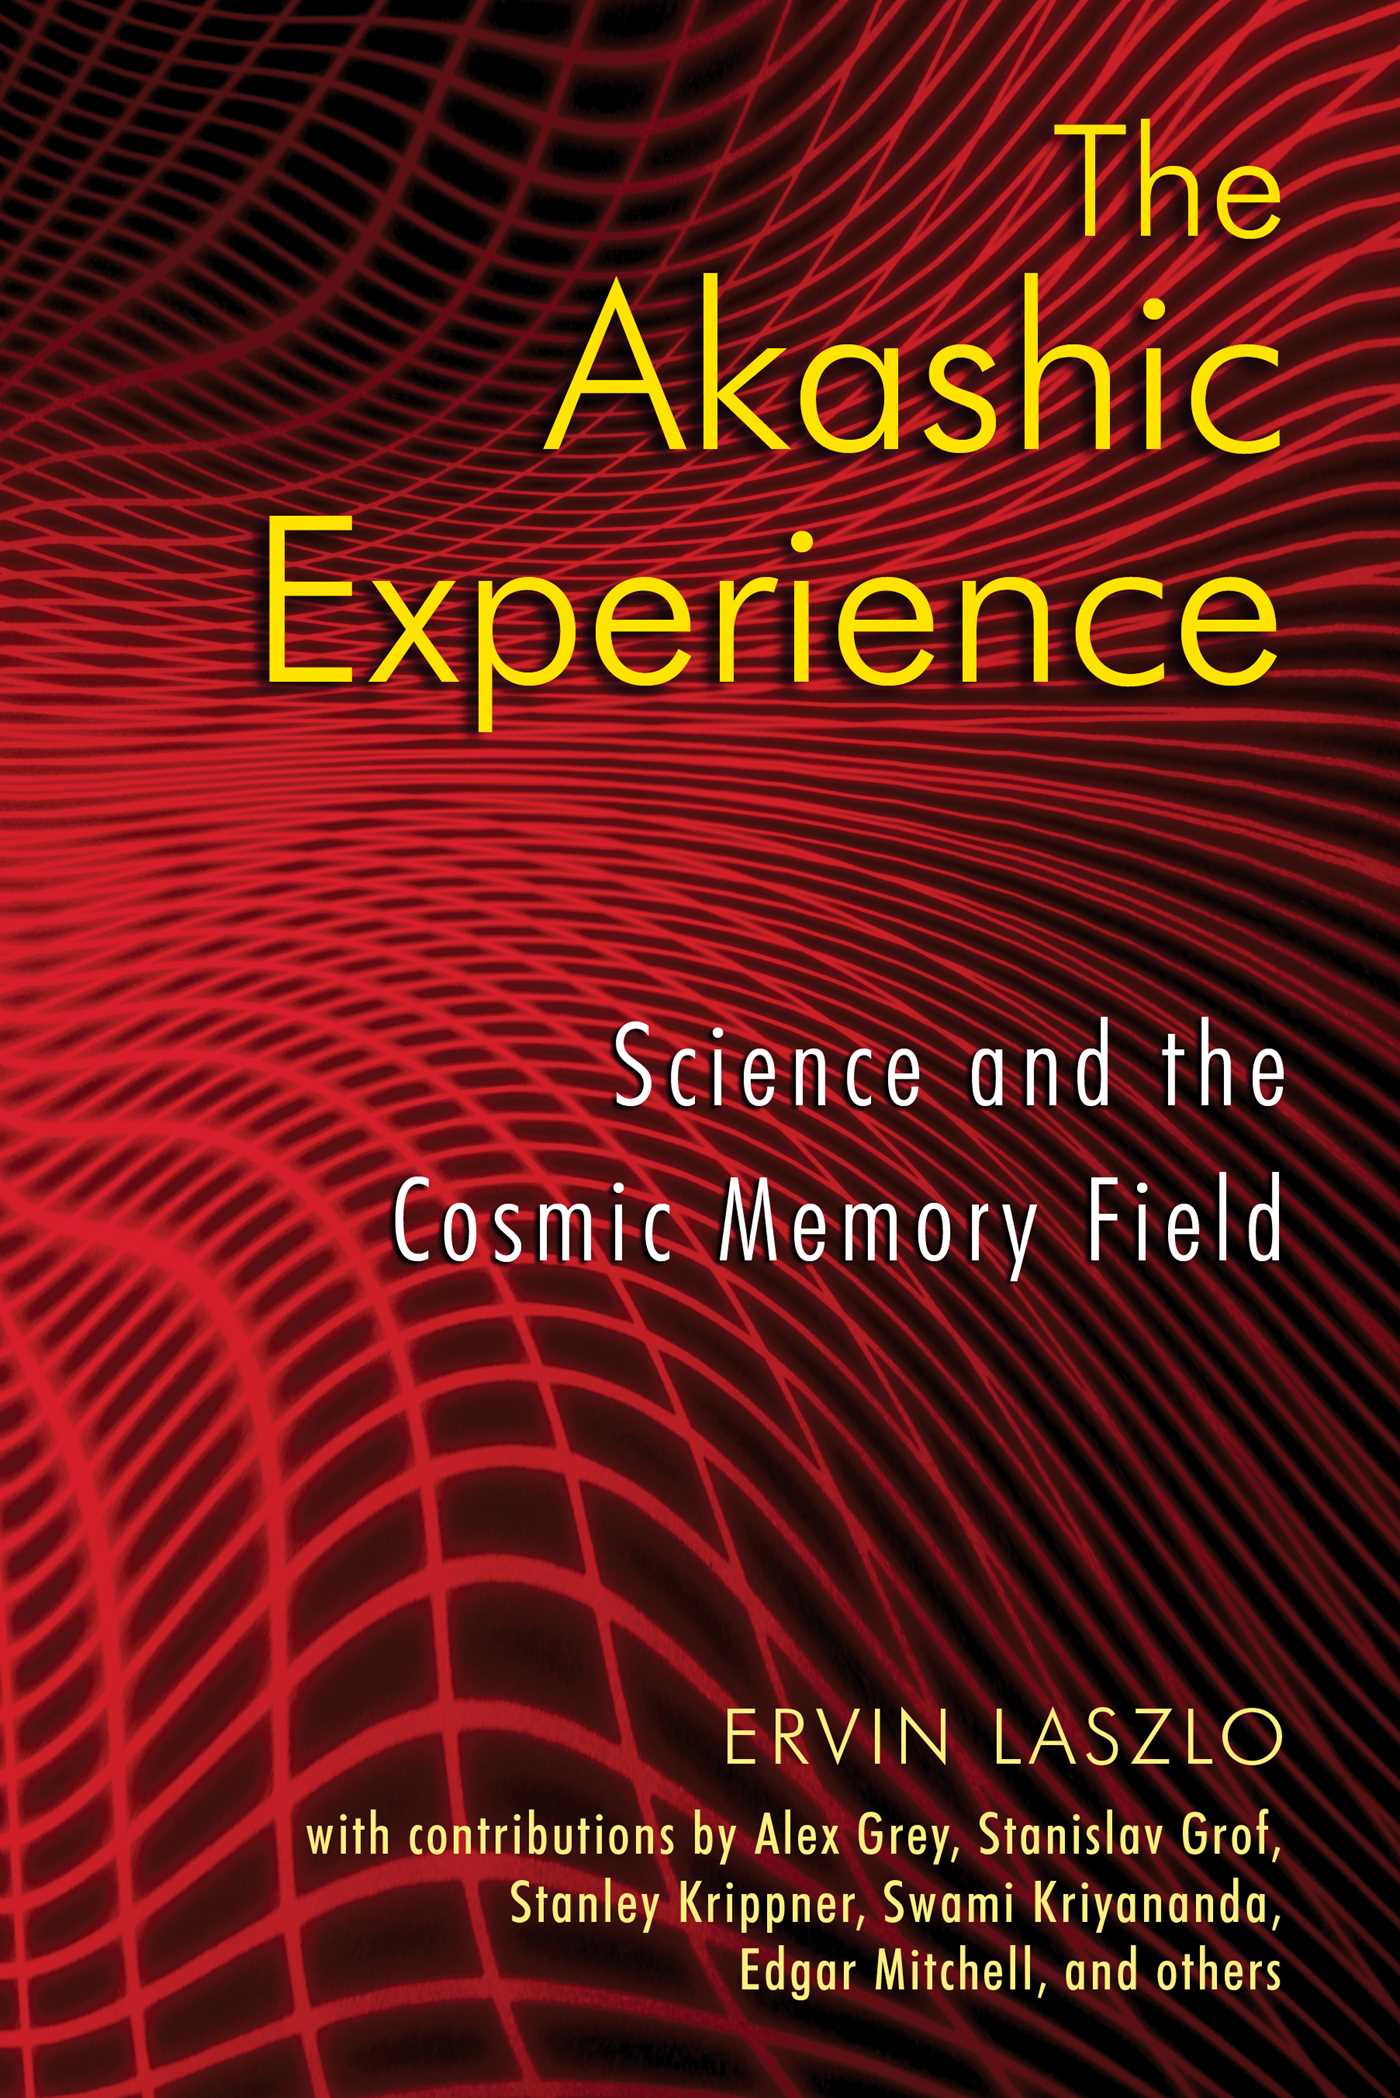 The
Akashic
Experience
Science and the
Cosmic Memory Field
ERVIN LASZLO
with contributions by Alex Grey, Stanislav Grof,
Stanley Krippner, Swami Kriyananda,
Edgar Mitchell, and others